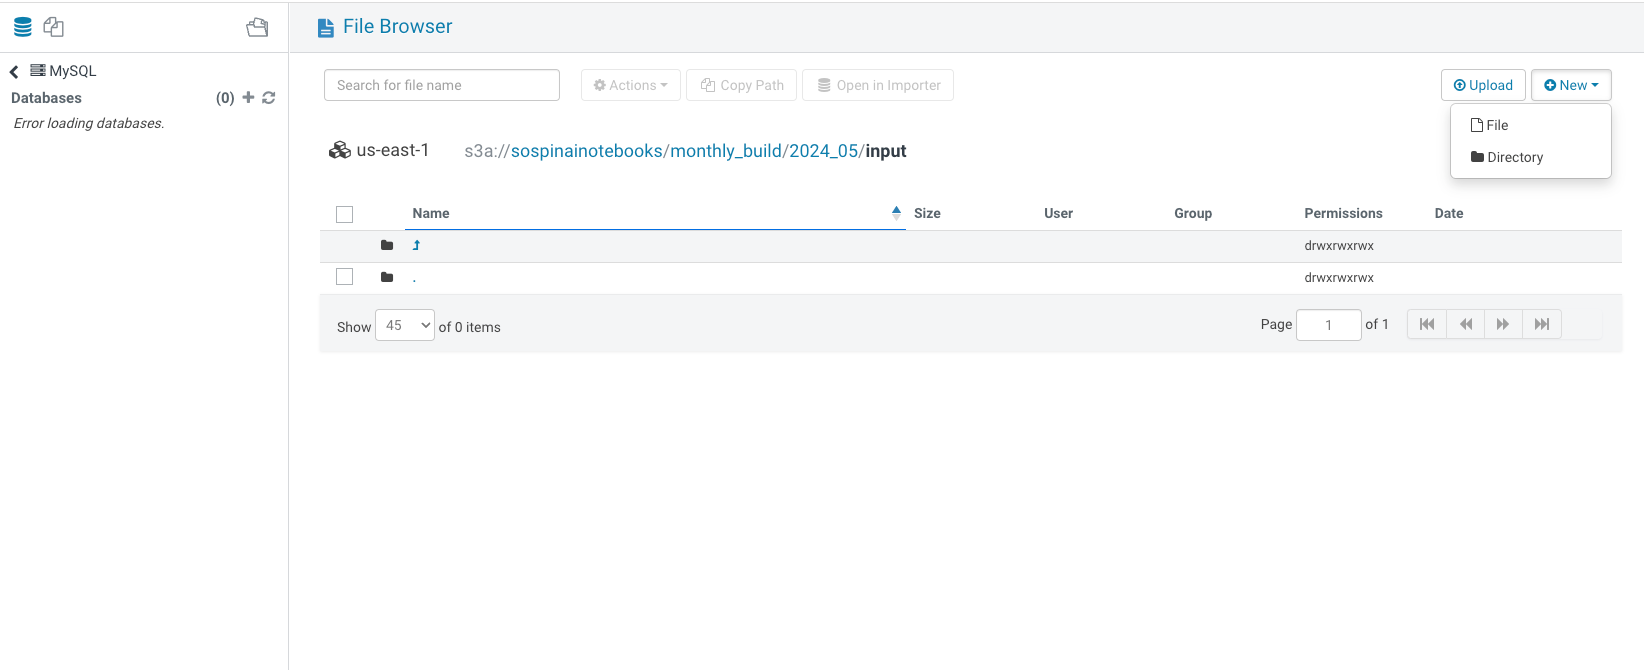 File Browser
MySQL
Databases (0)
Error loading databases.
Search for file name
Actions
Copy Path
Open in Importer
Upload
New
File
Directory
us-east-1 s3a://sospinainotebooks/monthly_build/2024_05/input
Name Size User Group Permissions Date
drwxrwxrwx
. drwxrwxrwx
Show 45 of 0 items
Page 1 of 1